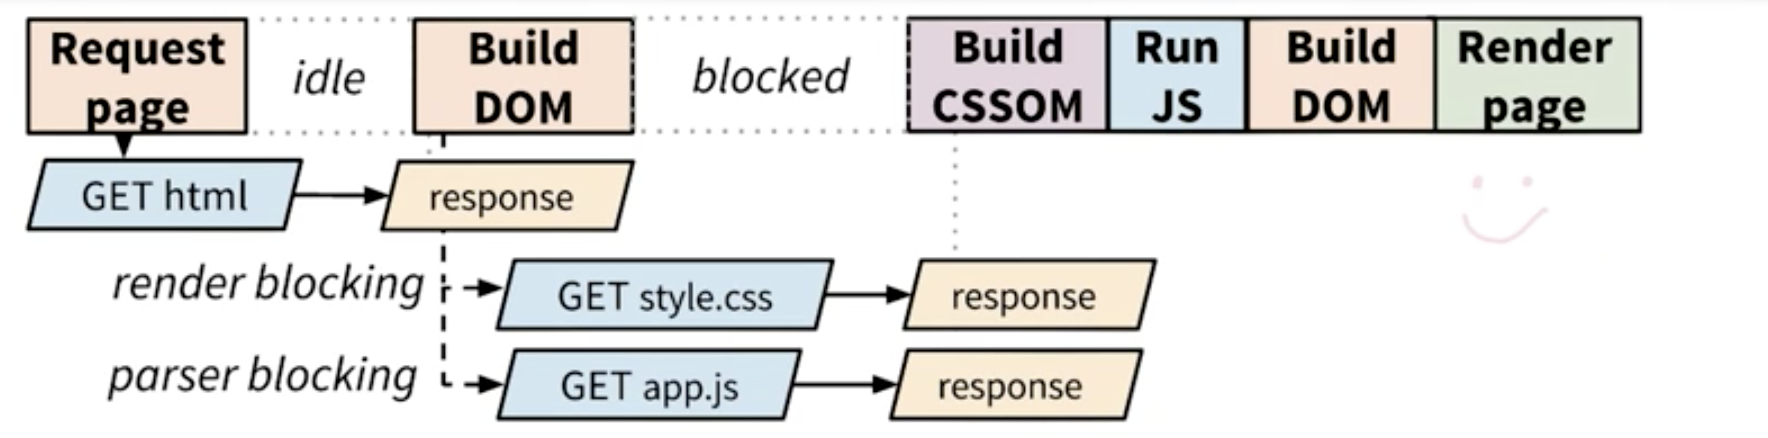 Request
page
idle
Build
DOM
blocked
Build
CSSOM
Run
JS
Build
DOM
Render
page
GET html
response
render blocking
GET style.css
response
parser blocking
GET app.js
response